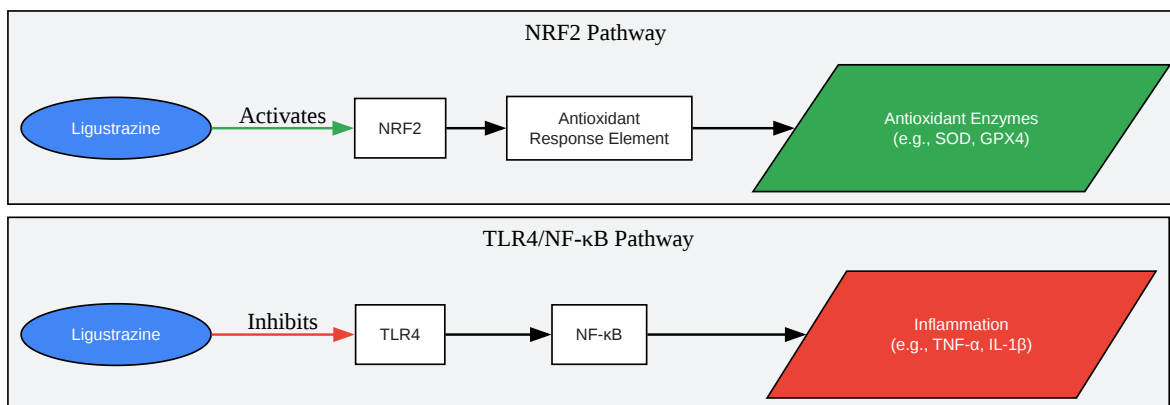 NRF2 Pathway
Ligustrazine
Activates
NRF2
Antioxidant
Response Element
Antioxidant Enzymes
(e.g., SOD, GPX4)
TLR4/NF-κB Pathway
Ligustrazine
Inhibits
TLR4
NF-κB
Inflammation
(e.g., TNF-α, IL-1β)